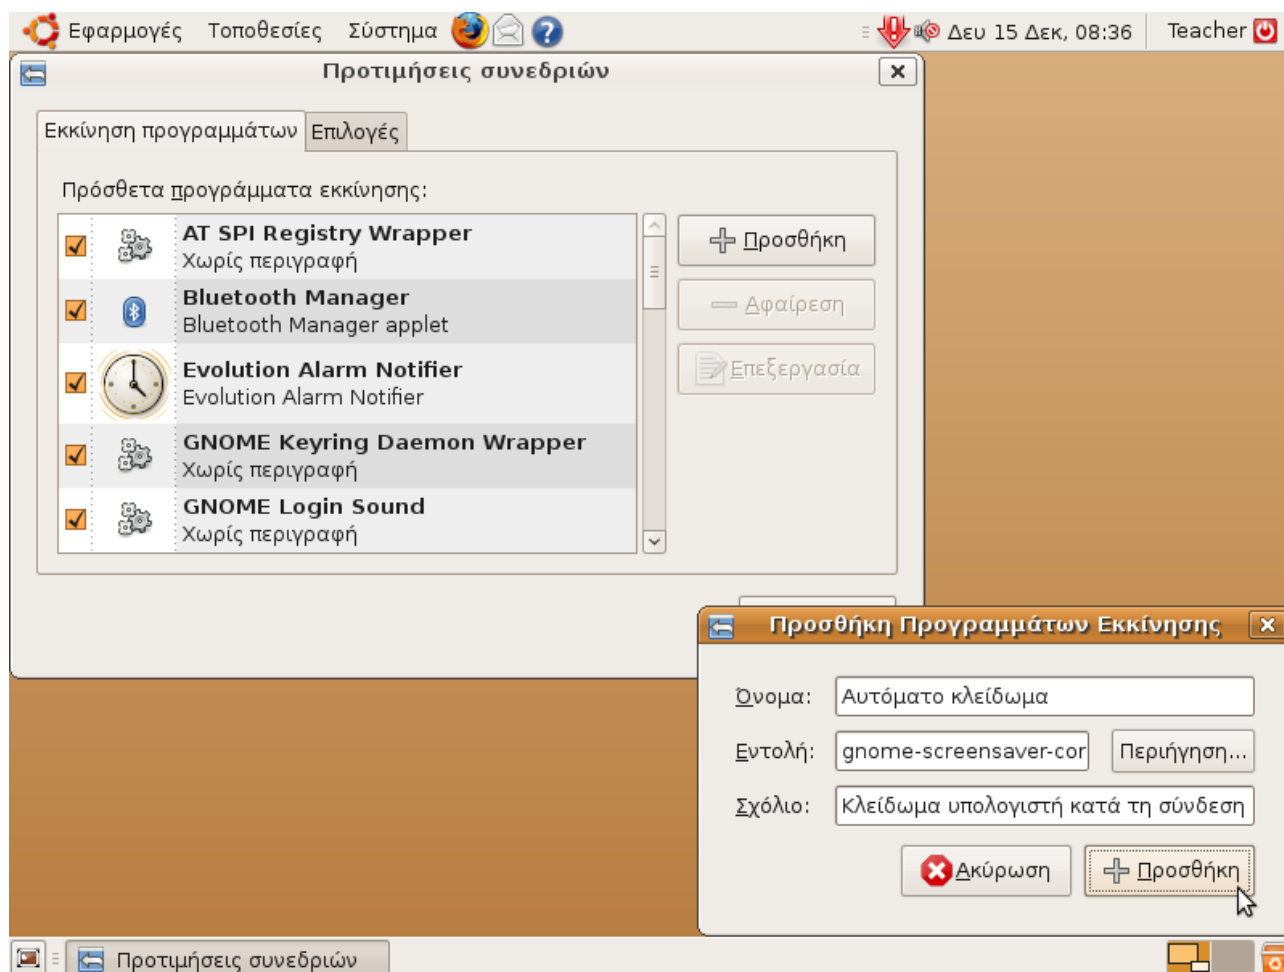 Εφαρμογές Τοποθεσίες Σύστημα Δευ 15 Δεκ, 08:36 Teacher
Προτιμήσεις συνεδριών
Εκκίνηση προγραμμάτων Επιλογές
Πρόσθετα προγράμματα εκκίνησης:
AT SPI Registry Wrapper
Χωρίς περιγραφή
Bluetooth Manager
Bluetooth Manager applet
Evolution Alarm Notifier
Evolution Alarm Notifier
GNOME Keyring Daemon Wrapper
Χωρίς περιγραφή
GNOME Login Sound
Χωρίς περιγραφή
Προσθήκη
Αφαίρεση
Επεξεργασία
Προσθήκη Προγραμμάτων Εκκίνησης
Όνομα: Αυτόματο κλείδωμα
Εντολή: gnome-screensaver-cor Περιήγηση...
Σχόλιο: Κλείδωμα υπολογιστή κατά τη σύνδεση
Ακύρωση Προσθήκη
Προτιμήσεις συνεδριών